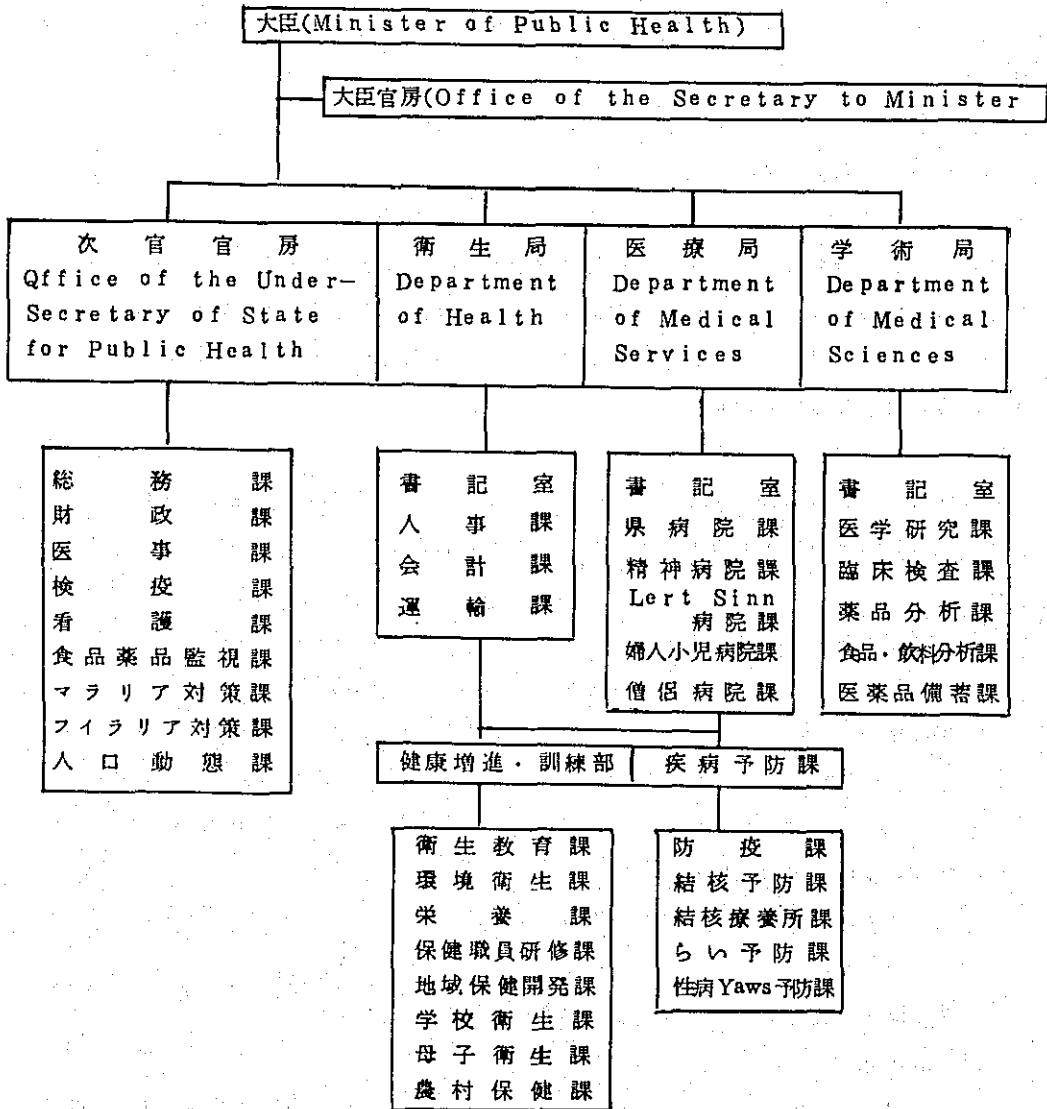 大臣(Minister of Public Health)
大臣官房(Office of the Secretary to Minister
次官官房
Qffice of the Under-
Secretary of State
for Public Health
衛生局
Department
of Health
医療局
Department
of Medical
Services
学術局
Department
of Medical
Sciences
総務課
財政課
医事課
検疫課
看護課
食品薬品監視課
マラリア対策課
フイラリア対策課
人口動態課
書記室
人事課
会計課
運輸課
書記室
県病院課
精神病院課
Lert Sinn
病院課
婦人小児病院課
僧侶病院課
書記室
医学研究課
臨床検査課
薬品分析課
食品・飲料分析課
医薬品備蓄課
健康増進・訓練部
疾病予防課
衛生教育課
環境衛生課
栄養課
保健職員研修課
地域保健開発課
学校衛生課
母子衛生課
農村保健課
防疫課
結核予防課
結核療養所課
らい予防課
性病Yaws予防課